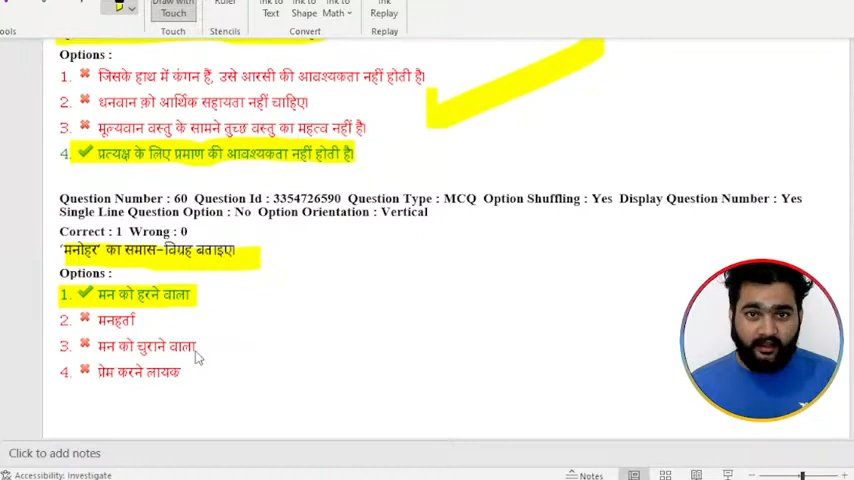 Draw with Touch
Ruler
Ink to Text
Ink to Math
Ink Replay
Touch
Stencils
Convert
Replay
Options :
1. जिसके हाथ में कंगन हैं, उसे आरसी की आवश्यकता नहीं होती है।
2. धनवान को आर्थिक सहायता नहीं चाहिए।
3. मूल्यवान वस्तु के सामने तुच्छ वस्तु का महत्व नहीं है।
4. प्रत्यक्ष के लिए प्रमाण की आवश्यकता नहीं होती है।
Question Number : 60 Question Id : 3354726590 Question Type : MCQ Option Shuffling : Yes Display Question Number : Yes
Single Line Question Option : No Option Orientation : Vertical
Correct : 1 Wrong : 0
'मनोहर' का समास-विग्रह बताइए।
Options :
1. मन को हरने वाला
2. मनहर्ता
3. मन को चुराने वाला
4. प्रेम करने लायक
Click to add notes
Accessibility: Investigate
Notes